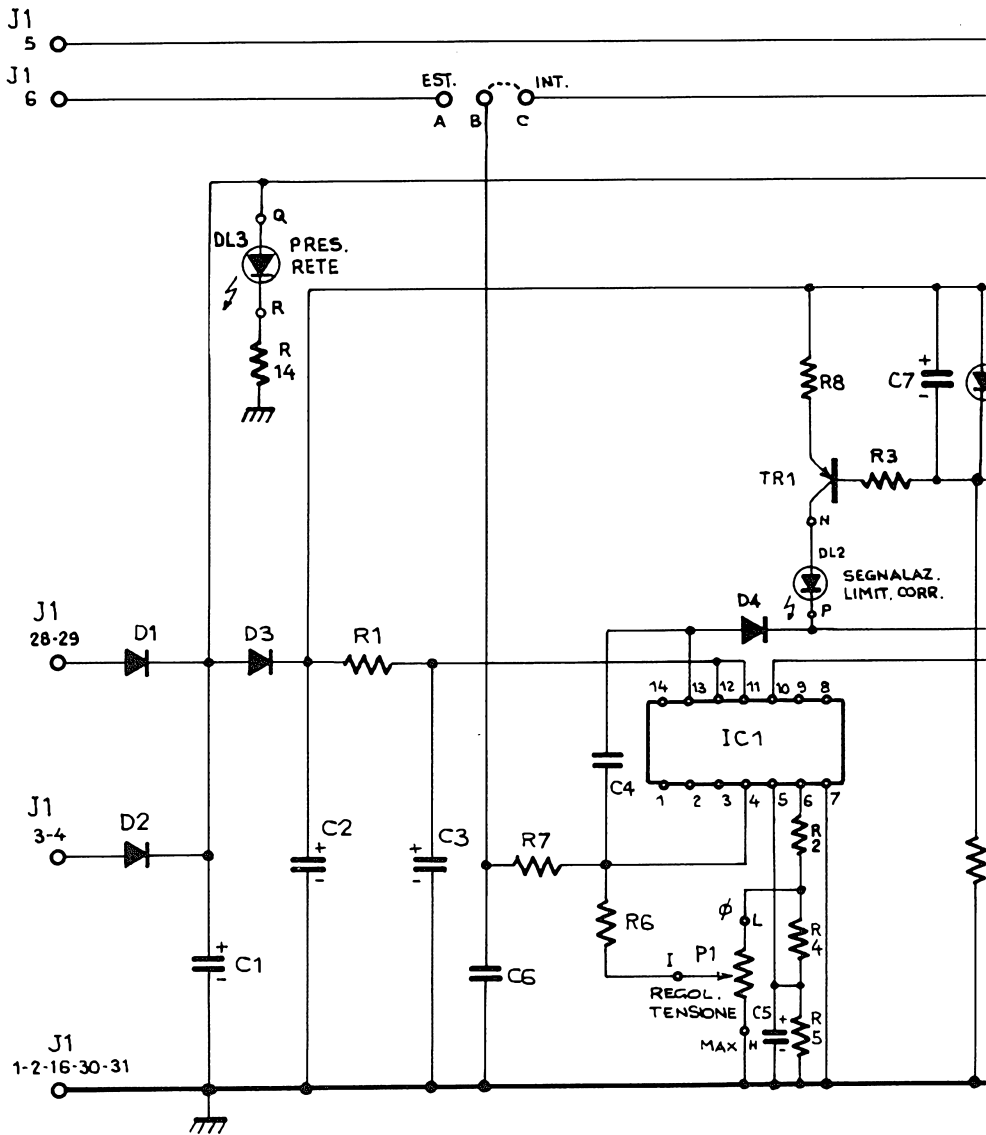 J1
5
J1
6
EST.
INT.
A
B
C
Q
DL3
PRES.
RETE
R
R
14
R8
+
C7
-
TR1
R3
N
DL2
SEGNALAZ.
LIMIT. CORR.
P
J1
28-29
D1
D3
R1
D4
14
13
12
11
10
9
8
IC1
C4
1
2
3
4
5
6
7
J1
3-4
D2
C2
+
-
C3
+
-
R7
R
2
R6
Ø
L
R
4
I
P1
REGOL.
TENSIONE
C1
+
-
C6
C5
+
-
R
5
MAX
H
J1
1-2-16-30-31